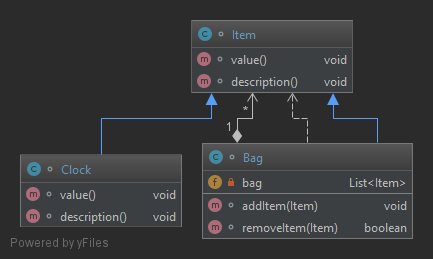 C Item
m value() void
m description() void
*
1
C Clock
m value() void
m description() void
C Bag
f bag List<Item>
m addItem(Item) void
m removeItem(Item) boolean
Powered by yFiles